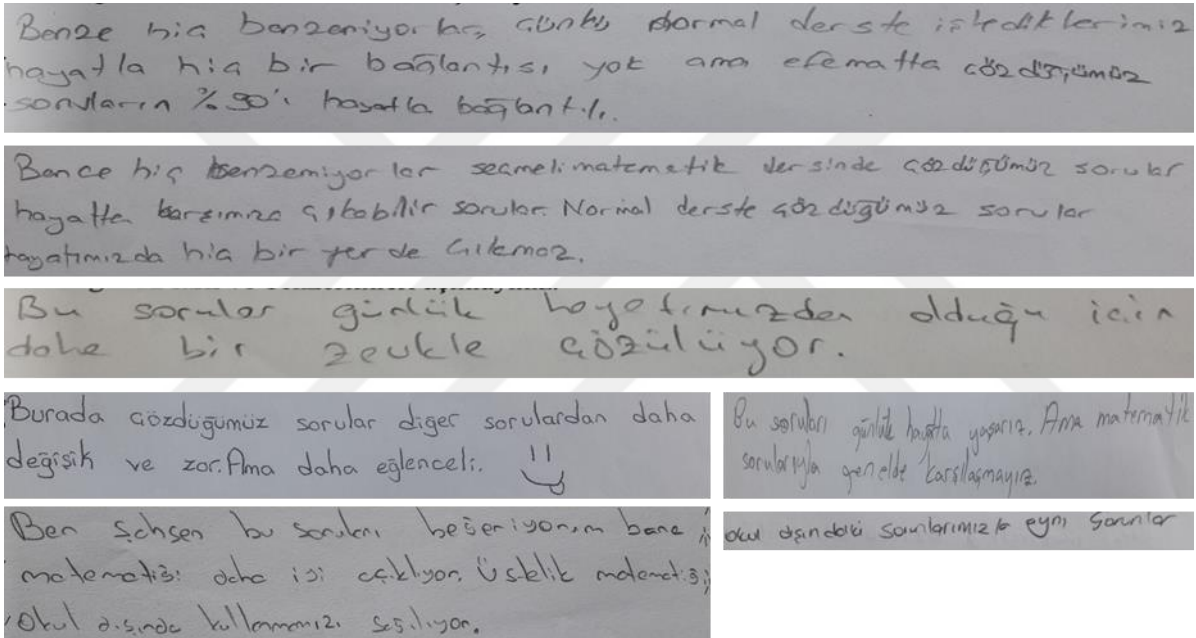 Bence hiç benzemiyorlar, çünkü normal derste işlediklerimiz
hayatla hiç bir bağlantısı yok ama efematta çözdüğümüz
soruların %90'ı hayatla bağlantılı.
Bence hiç benzemiyorlar seçmeli matematik dersinde çözdüğümüz sorular
hayatta karşımıza çıkabilir sorular. Normal derste çözdüğümüz sorular
hayatımızda hiç bir yerde çıkmaz.
Bu sorular günlük hayatımızdan olduğu için
daha bir zevkle çözülüyor.
Burada çözdüğümüz sorular diğer sorulardan daha
değişik ve zor. Ama daha eğlenceli.
Bu soruları günlük hayatta yaşarız. Ama matematik
sorularıyla genelde karşılaşmayız.
Ben şahsen bu soruları beğeniyorum bana
matematiği daha iyi açıklıyor. Üstelik matematiği
Okul dışında kullanmamızı sağlıyor.
okul dışındaki sorunlarımızla aynı sorunlar